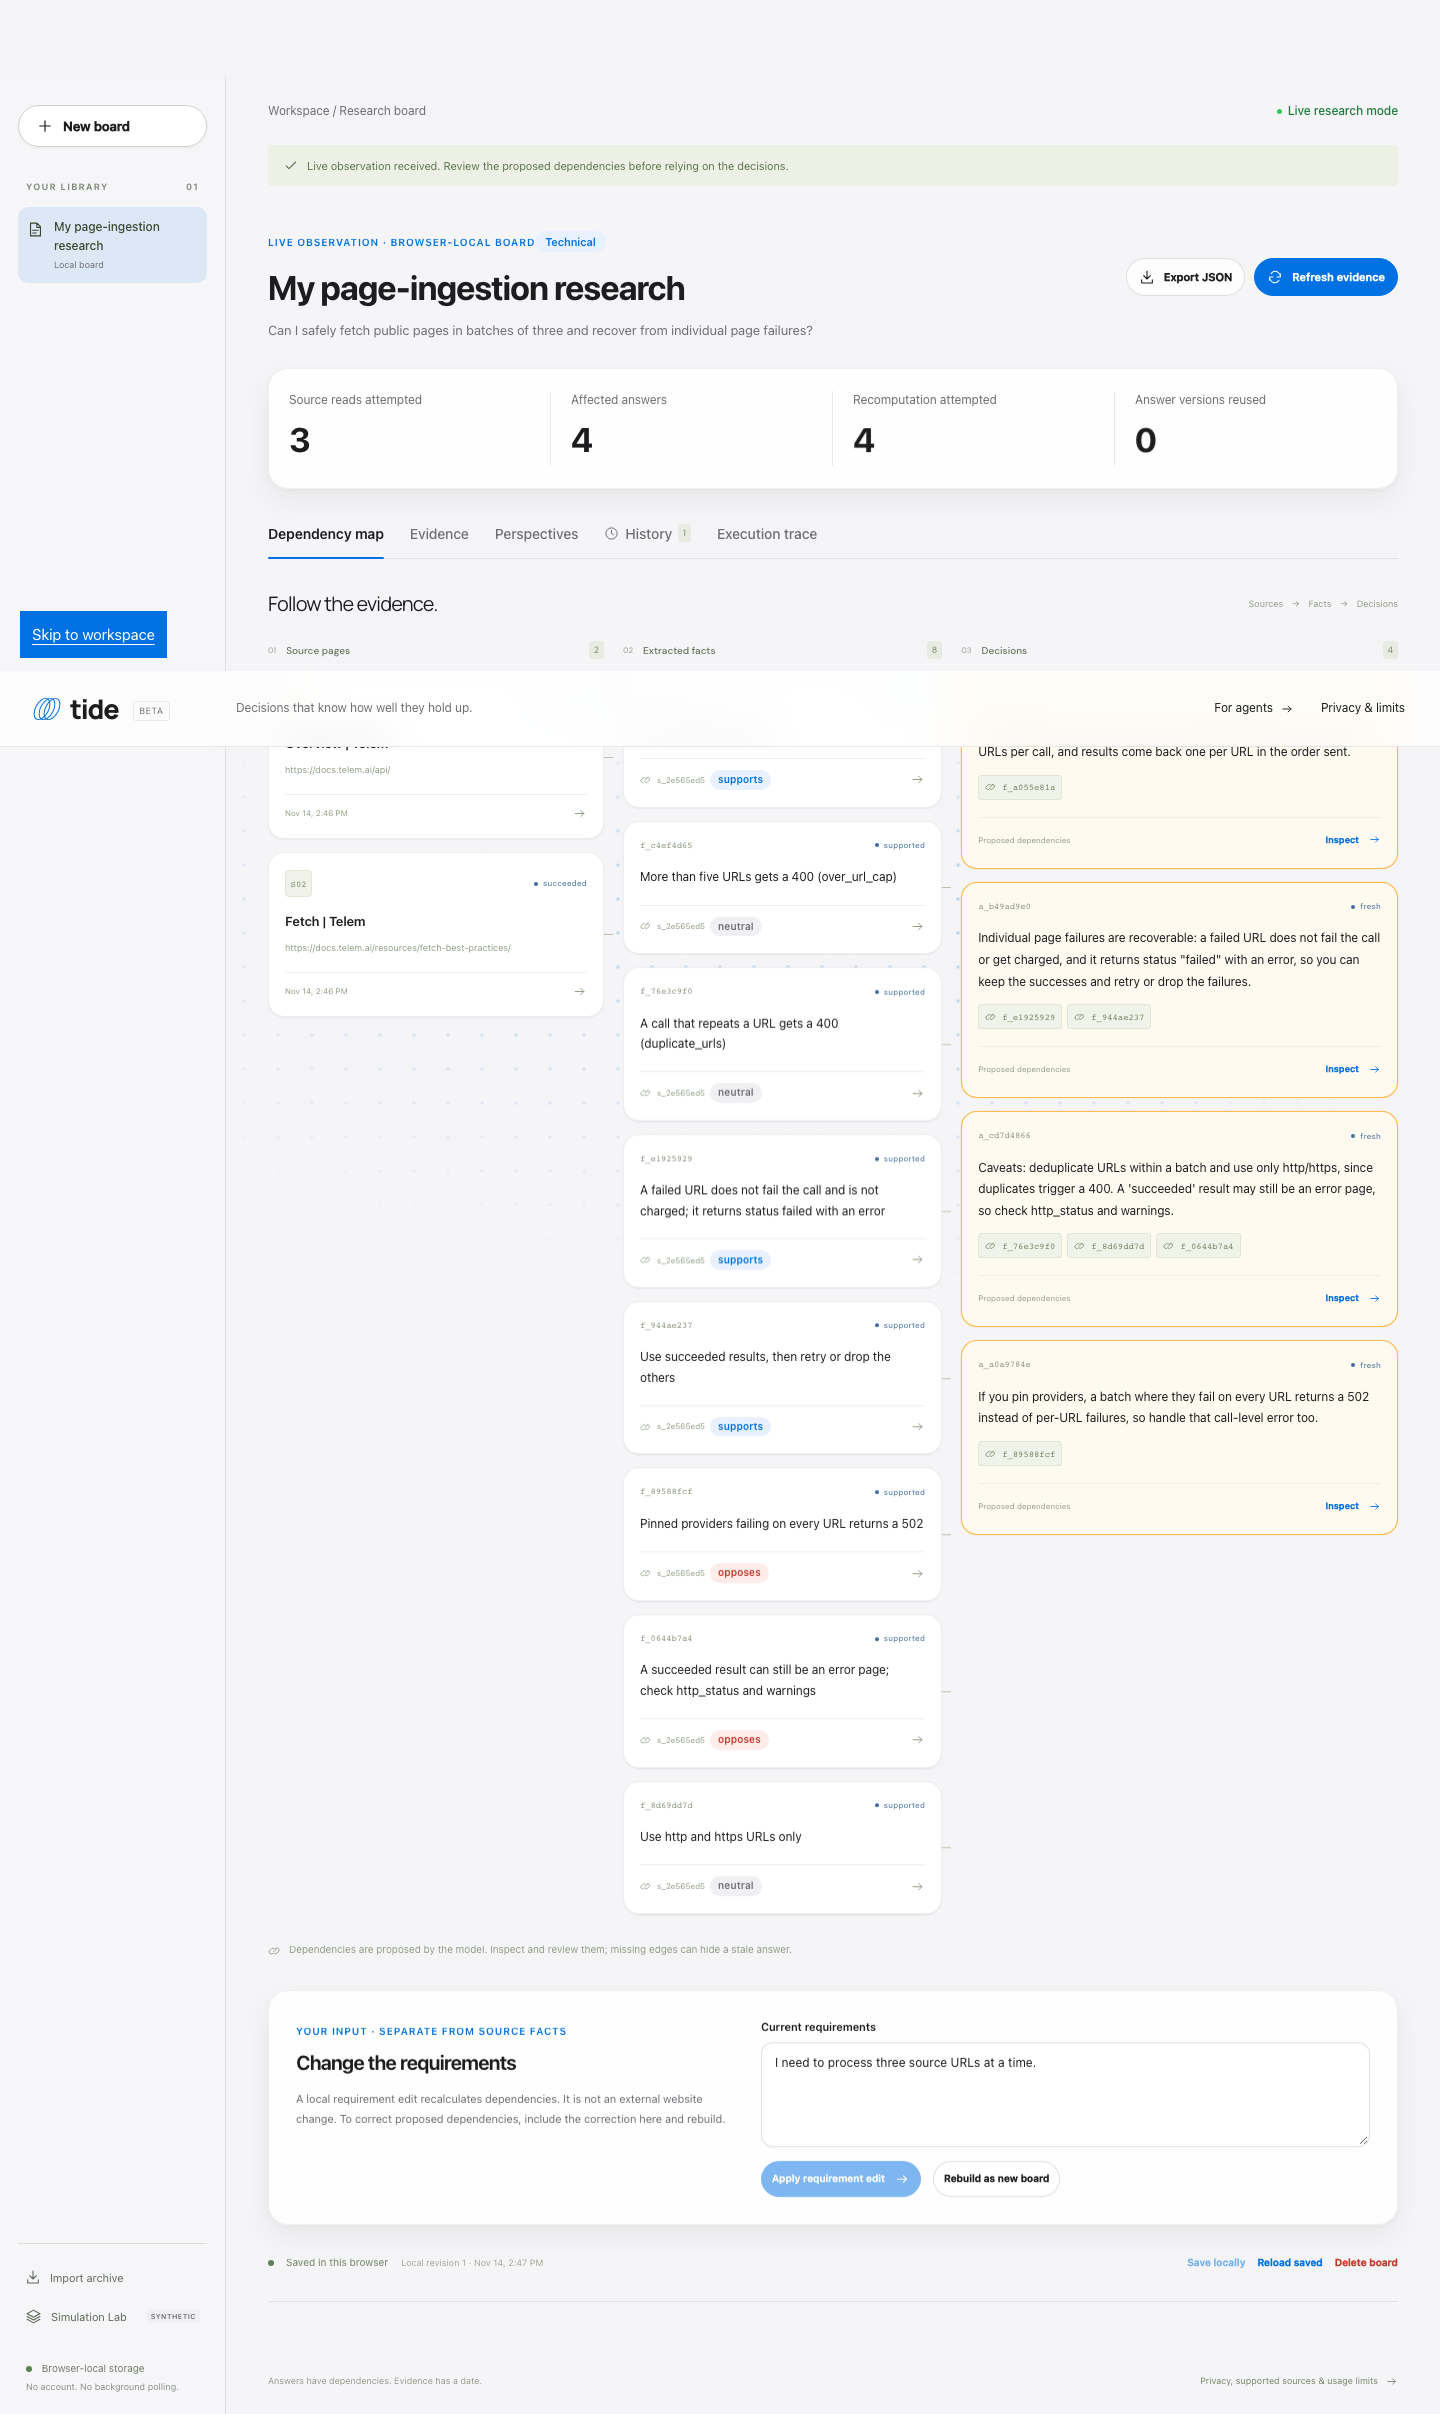 New board
YOUR LIBRARY 01
My page-ingestion
research
Local board
Workspace / Research board
Live research mode
Live observation received. Review the proposed dependencies before relying on the decisions.
LIVE OBSERVATION · BROWSER-LOCAL BOARD Technical
My page-ingestion research
Can I safely fetch public pages in batches of three and recover from individual page failures?
Export JSON
Refresh evidence
Source reads attempted
3
Affected answers
4
Recomputation attempted
4
Answer versions reused
0
Dependency map
Evidence
Perspectives
History 1
Execution trace
Follow the evidence.
Sources → Facts → Decisions
01 Source pages 2
02 Extracted facts 8
03 Decisions 4
Skip to workspace
tide BETA
Decisions that know how well they hold up.
For agents →
Privacy & limits
Overview | Telem
https://docs.telem.ai/api/
Nov 14, 2:46 PM
S02
succeeded
Fetch | Telem
https://docs.telem.ai/resources/fetch-best-practices/
Nov 14, 2:46 PM
s_2e565ed5 supports
f_c4ef4d65 supported
More than five URLs gets a 400 (over_url_cap)
s_2e565ed5 neutral
f_76e3c9f0 supported
A call that repeats a URL gets a 400
(duplicate_urls)
s_2e565ed5 neutral
f_e1925929 supported
A failed URL does not fail the call and is not
charged; it returns status failed with an error
s_2e565ed5 supports
f_944ae237 supported
Use succeeded results, then retry or drop the
others
s_2e565ed5 supports
f_89588fcf supported
Pinned providers failing on every URL returns a 502
s_2e565ed5 opposes
f_0644b7a4 supported
A succeeded result can still be an error page;
check http_status and warnings
s_2e565ed5 opposes
f_8d69dd7d supported
Use http and https URLs only
s_2e565ed5 neutral
URLs per call, and results come back one per URL in the order sent.
f_a055e81a
Proposed dependencies Inspect →
a_b49ad9e0 fresh
Individual page failures are recoverable: a failed URL does not fail the call
or get charged, and it returns status "failed" with an error, so you can
keep the successes and retry or drop the failures.
f_e1925929 f_944ae237
Proposed dependencies Inspect →
a_cd7d4866 fresh
Caveats: deduplicate URLs within a batch and use only http/https, since
duplicates trigger a 400. A 'succeeded' result may still be an error page,
so check http_status and warnings.
f_76e3c9f0 f_8d69dd7d f_0644b7a4
Proposed dependencies Inspect →
a_a0a9784e fresh
If you pin providers, a batch where they fail on every URL returns a 502
instead of per-URL failures, so handle that call-level error too.
f_89588fcf
Proposed dependencies Inspect →
Dependencies are proposed by the model. Inspect and review them; missing edges can hide a stale answer.
YOUR INPUT · SEPARATE FROM SOURCE FACTS
Change the requirements
A local requirement edit recalculates dependencies. It is not an external website
change. To correct proposed dependencies, include the correction here and rebuild.
Current requirements
I need to process three source URLs at a time.
Apply requirement edit →
Rebuild as new board
Saved in this browser Local revision 1 · Nov 14, 2:47 PM
Save locally Reload saved Delete board
Import archive
Simulation Lab SYNTHETIC
Browser-local storage
No account. No background polling.
Answers have dependencies. Evidence has a date.
Privacy, supported sources & usage limits →